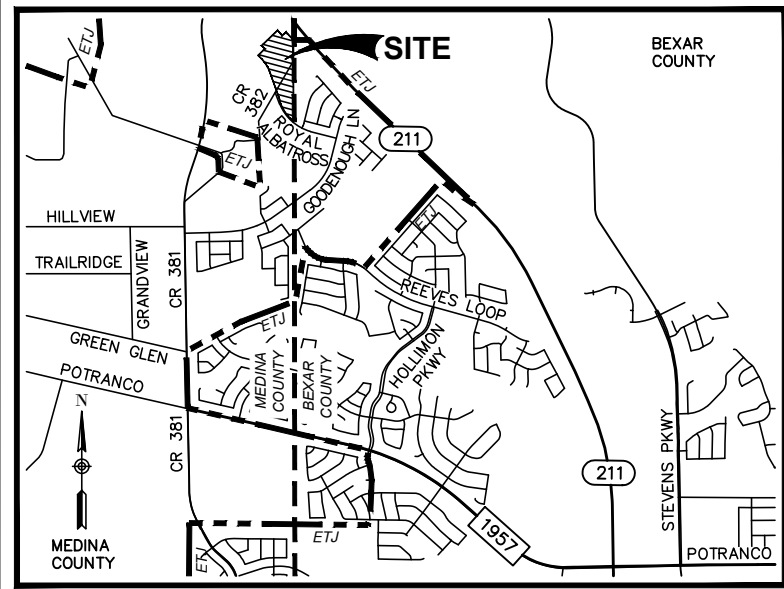 ETJ
SITE
BEXAR
COUNTY
ETJ
CR
382
ROYAL
ALBATROSS
211
ETJ
GOODENOUGH LN
HILLVIEW
ETJ
TRAILRIDGE
GRANDVIEW
CR 381
REEVES LOOP
ETJ
GREEN GLEN
HOLLIMON
PKWY
MEDINA
COUNTY
BEXAR
COUNTY
POTRANCO
N
CR 381
STEVENS PKWY
211
1957
ETJ
MEDINA
COUNTY
ETJ
POTRANCO